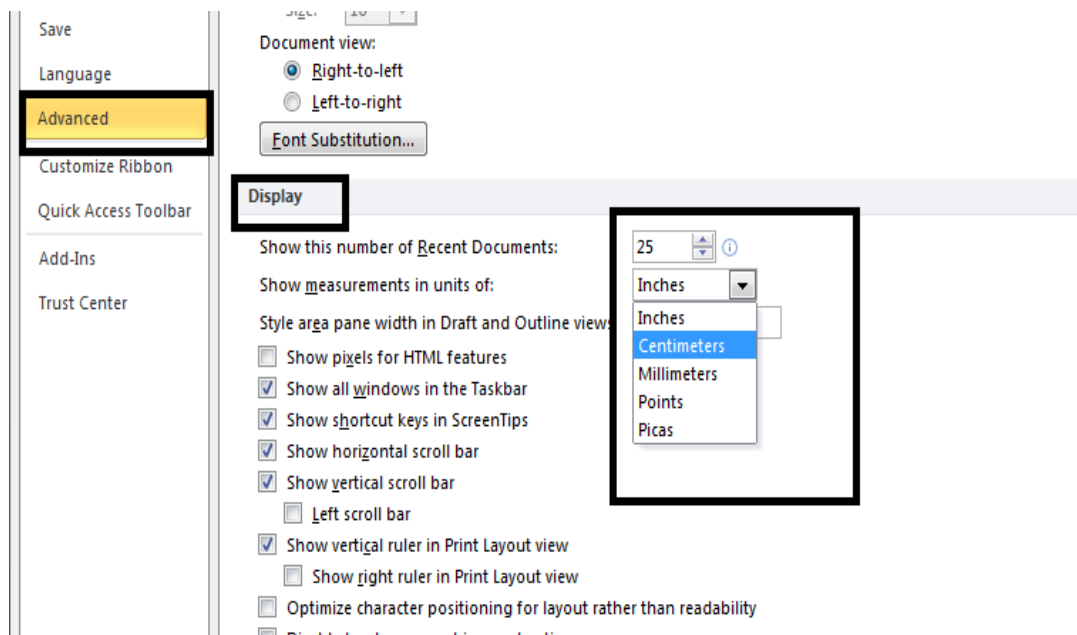 Save
Language
Advanced
Customize Ribbon
Quick Access Toolbar
Add-Ins
Trust Center
Document view:
Right-to-left
Left-to-right
Font Substitution...
Display
Show this number of Recent Documents: 25
Show measurements in units of: Inches
Inches
Centimeters
Millimeters
Points
Picas
Style area pane width in Draft and Outline views
Show pixels for HTML features
Show all windows in the Taskbar
Show shortcut keys in ScreenTips
Show horizontal scroll bar
Show vertical scroll bar
Left scroll bar
Show vertical ruler in Print Layout view
Show right ruler in Print Layout view
Optimize character positioning for layout rather than readability